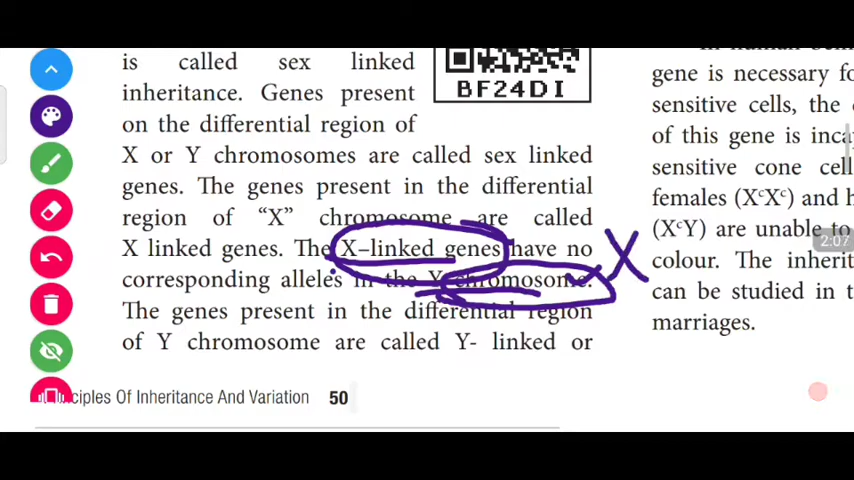 is called sex linked
inheritance. Genes present
on the differential region of
X or Y chromosomes are called sex linked
genes. The genes present in the differential
region of “X” chromosome are called
X linked genes. The X–linked genes have no
corresponding alleles in the Y chromosome.
The genes present in the differential region
of Y chromosome are called Y- linked or
BF24DI
gene is necessary fo
sensitive cells, the
of this gene is inca
sensitive cone cel
females (XᶜXᶜ) and h
(XᶜY) are unable to
colour. The inherit
can be studied in t
marriages.
X
2:07
ciples Of Inheritance And Variation 50